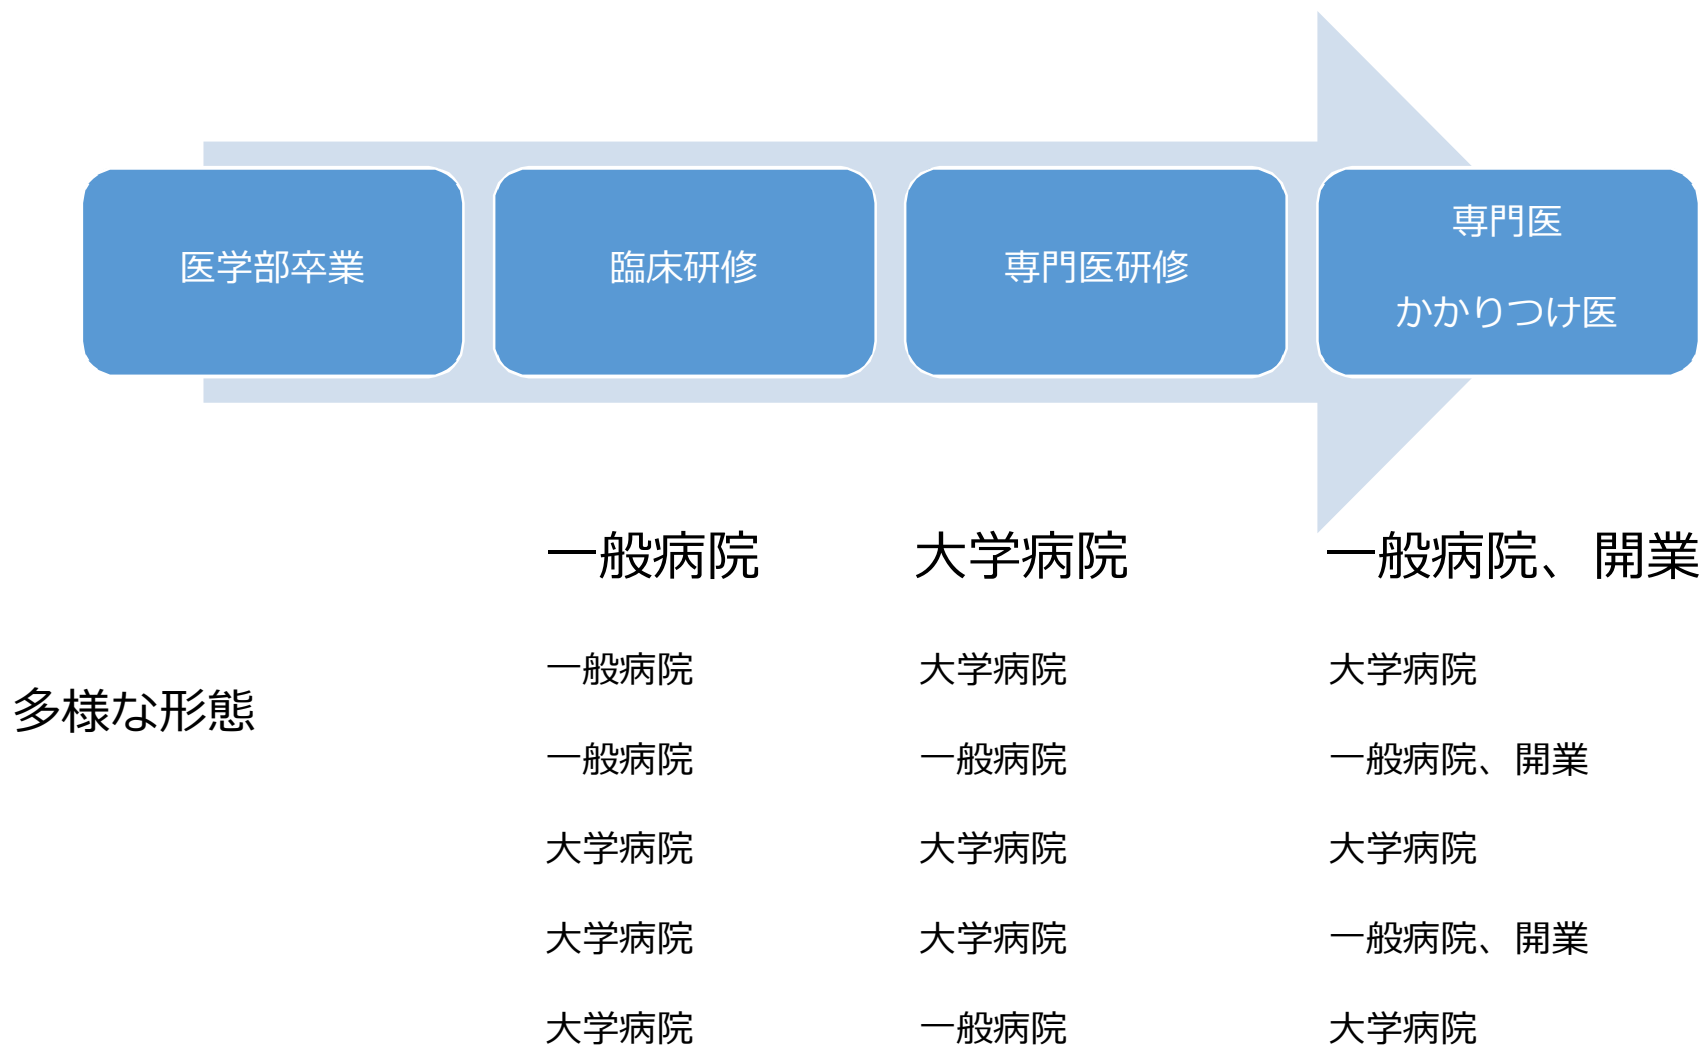 医学部卒業
臨床研修
専門医研修
専門医
かかりつけ医
一般病院
大学病院
一般病院、開業
多様な形態
一般病院
大学病院
大学病院
一般病院
一般病院
一般病院、開業
大学病院
大学病院
大学病院
大学病院
大学病院
一般病院、開業
大学病院
一般病院
大学病院